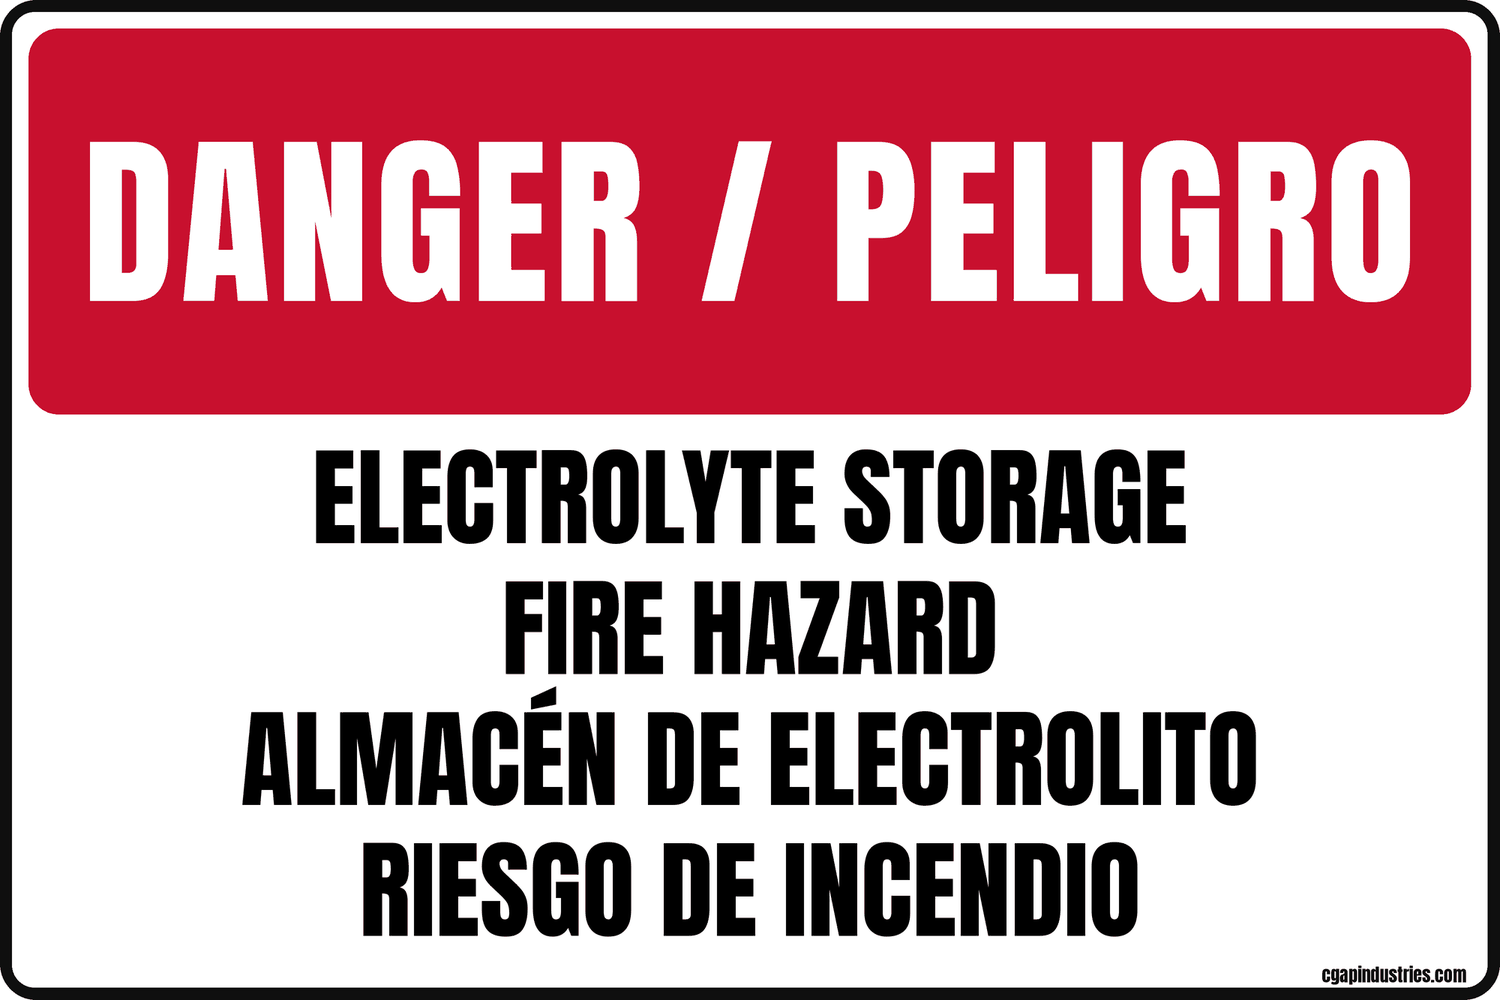 DANGER / PELIGRO
ELECTROLYTE STORAGE
FIRE HAZARD
ALMACÉN DE ELECTROLITO
RIESGO DE INCENDIO
cgapindustries.com